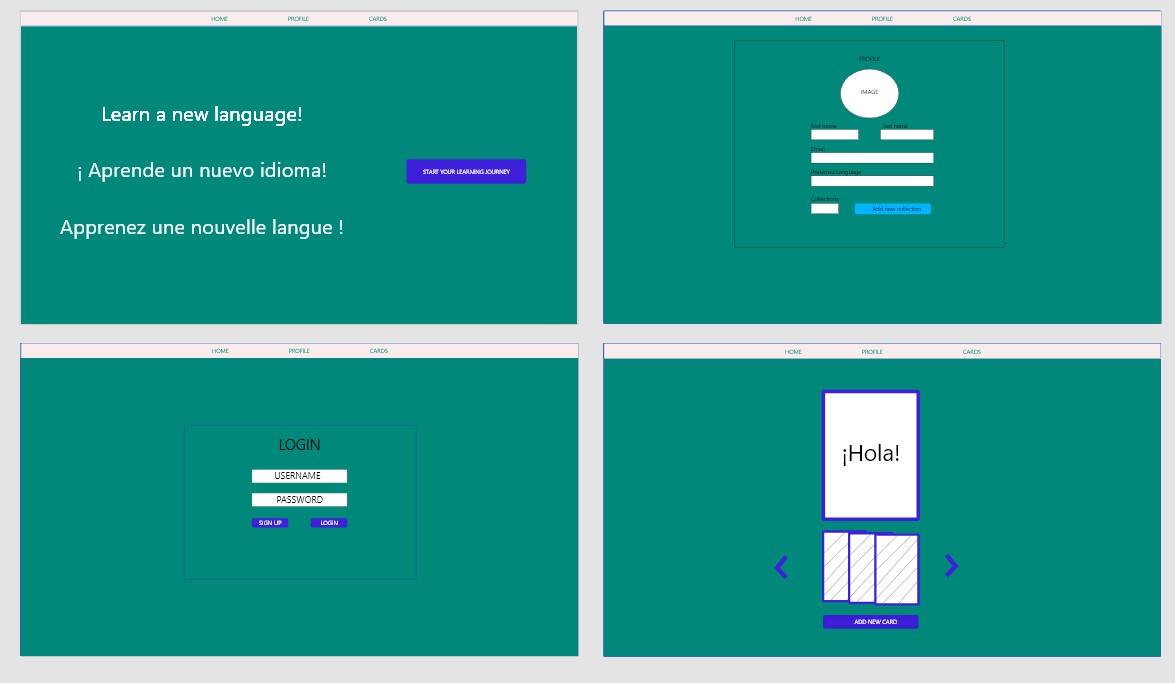 HOME PROFILE CARDS
Learn a new language!
¡ Aprende un nuevo idioma!
START YOUR LEARNING JOURNEY
Apprenez une nouvelle langue !
HOME PROFILE CARDS
PROFILE
IMAGE
first name last name
Email
Preferred Language
Collections
Add new collection
HOME PROFILE CARDS
LOGIN
USERNAME
PASSWORD
SIGN UP LOGIN
HOME PROFILE CARDS
¡Hola!
ADD NEW CARD